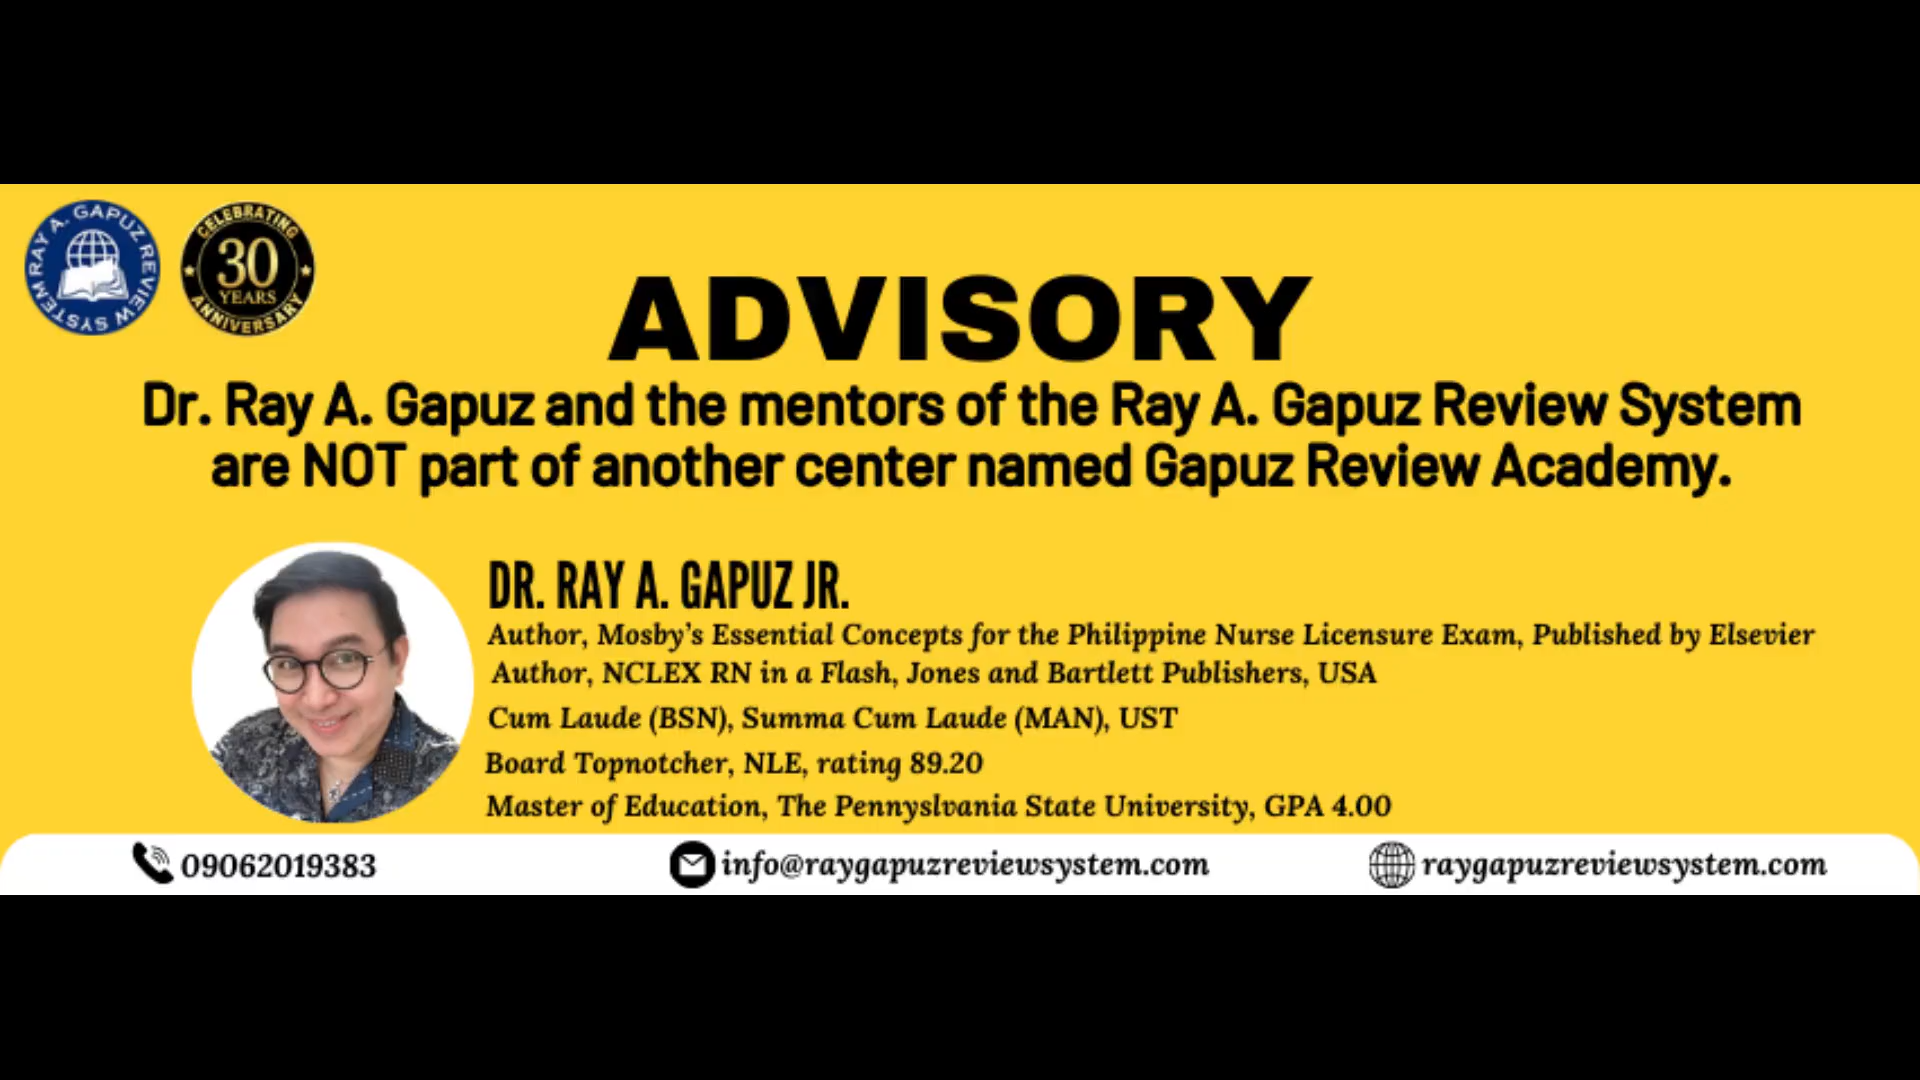 RAY A. GAPUZ REVIEW SYSTEM
CELEBRATING
30
YEARS
ANNIVERSARY
ADVISORY
Dr. Ray A. Gapuz and the mentors of the Ray A. Gapuz Review System
are NOT part of another center named Gapuz Review Academy.
DR. RAY A. GAPUZ JR.
Author, Mosby's Essential Concepts for the Philippine Nurse Licensure Exam, Published by Elsevier
Author, NCLEX RN in a Flash, Jones and Bartlett Publishers, USA
Cum Laude (BSN), Summa Cum Laude (MAN), UST
Board Topnotcher, NLE, rating 89.20
Master of Education, The Pennyslvania State University, GPA 4.00
09062019383
info@raygapuzreviewsystem.com
raygapuzreviewsystem.com